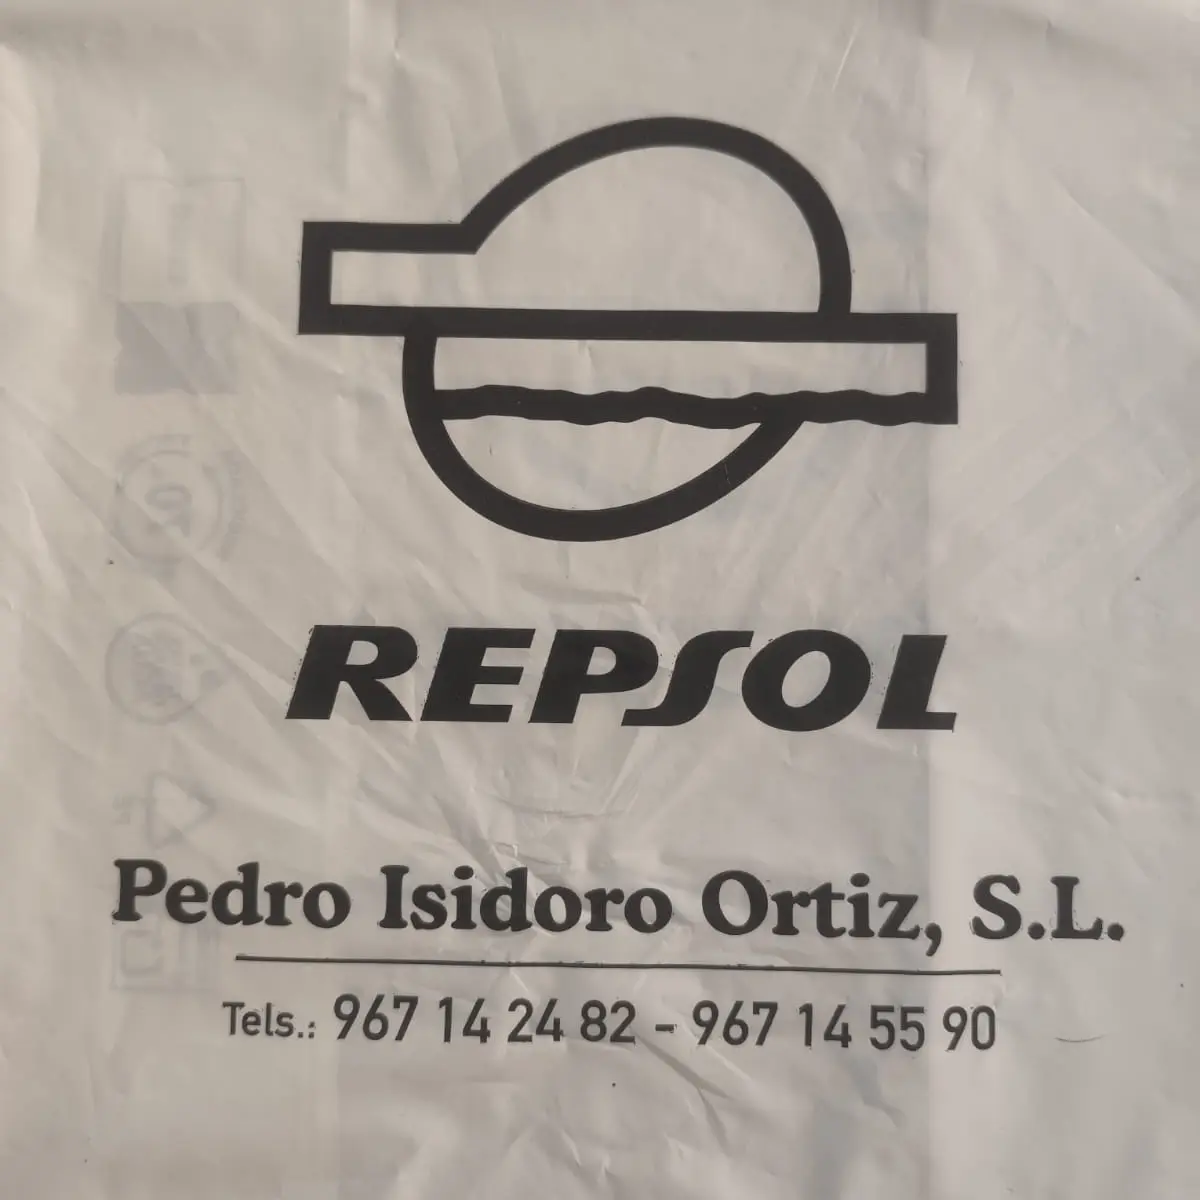 REPSOL
Pedro Isidoro Ortiz, S.L.
Tels.: 967 14 24 82 - 967 14 55 90